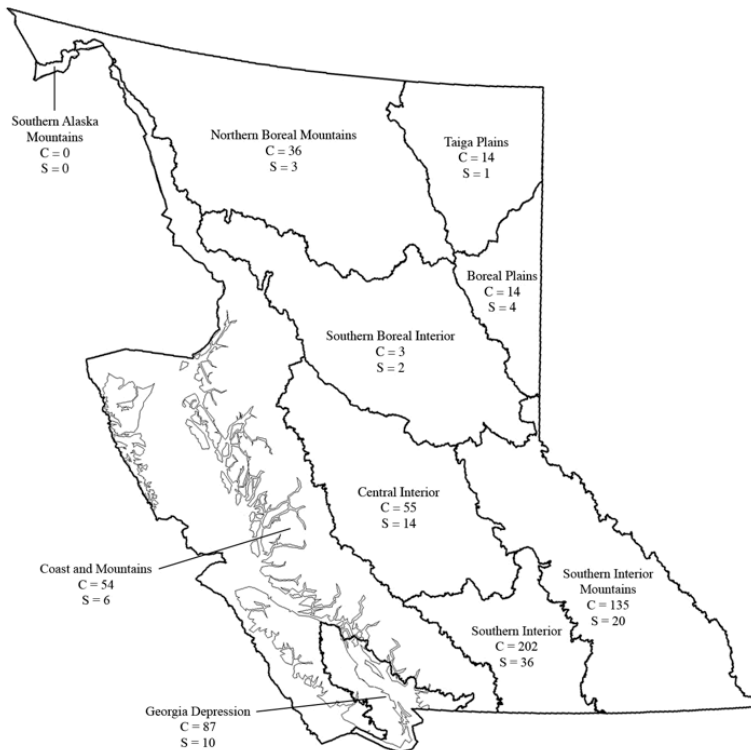 Southern Alaska
Mountains
C = 0
S = 0
Northern Boreal Mountains
C = 36
S = 3
Taiga Plains
C = 14
S = 1
Boreal Plains
C = 14
S = 4
Southern Boreal Interior
C = 3
S = 2
Central Interior
C = 55
S = 14
Coast and Mountains
C = 54
S = 6
Southern Interior
Mountains
C = 135
S = 20
Southern Interior
C = 202
S = 36
Georgia Depression
C = 87
S = 10